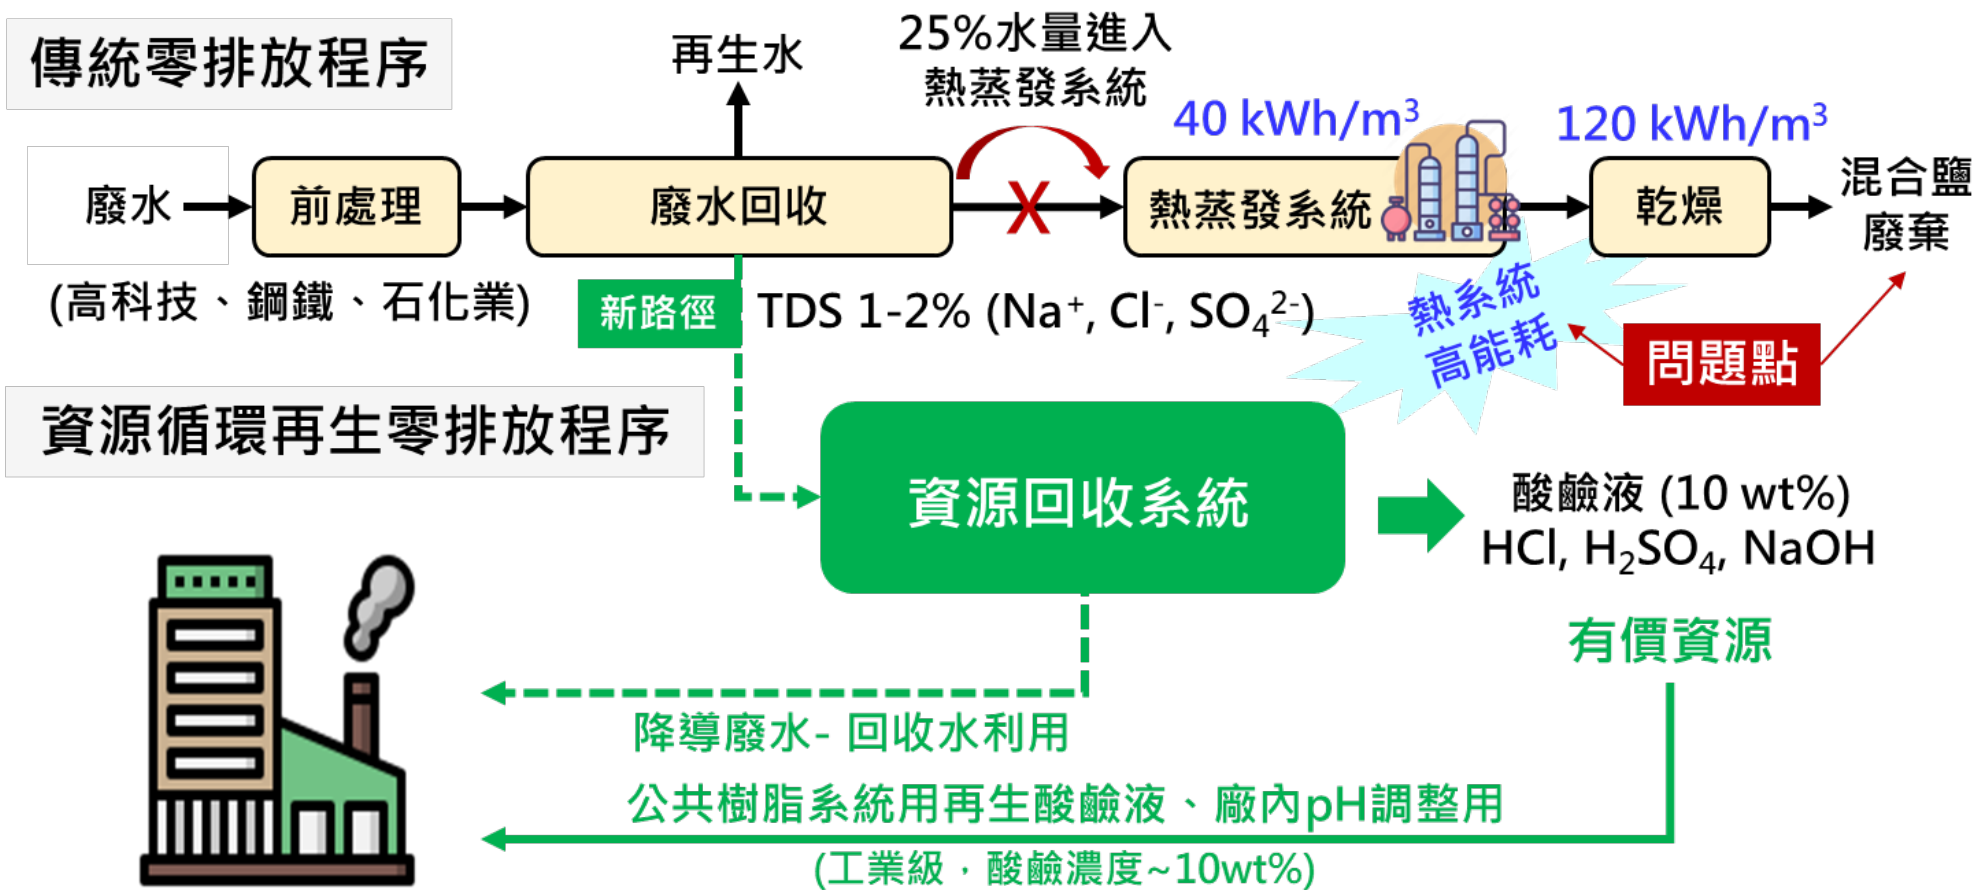 傳統零排放程序
再生水
25%水量進入
熱蒸發系統
40 kWh/m³
120 kWh/m³
廢水
前處理
廢水回收
X
熱蒸發系統
乾燥
混合鹽
廢棄
(高科技、鋼鐵、石化業)
新路徑
TDS 1-2% (Na⁺, Cl⁻, SO₄²⁻)
熱系統
高能耗
問題點
資源循環再生零排放程序
資源回收系統
酸鹼液 (10 wt%)
HCl, H₂SO₄, NaOH
有價資源
降導廢水- 回收水利用
公共樹脂系統用再生酸鹼液、廠內pH調整用
(工業級，酸鹼濃度~10wt%)